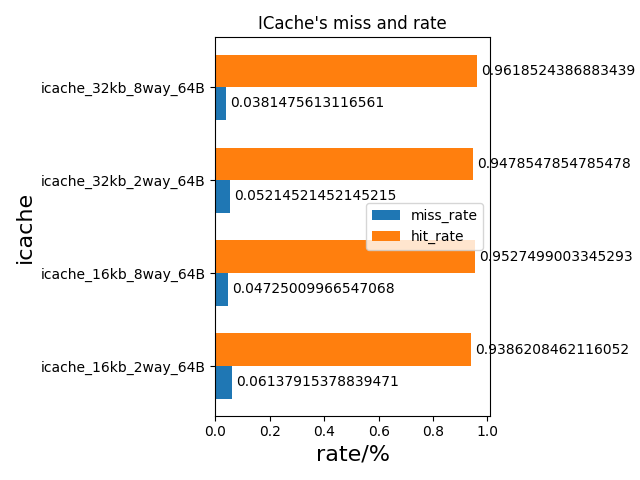 ICache's miss and rate
icache_32kb_8way_64B
0.9618524386883439
0.0381475613116561
icache_32kb_2way_64B
0.9478547854785478
0.05214521452145215
miss_rate
hit_rate
icache_16kb_8way_64B
0.9527499003345293
0.04725009966547068
icache_16kb_2way_64B
0.9386208462116052
0.06137915378839471
icache
0.0 0.2 0.4 0.6 0.8 1.0
rate/%